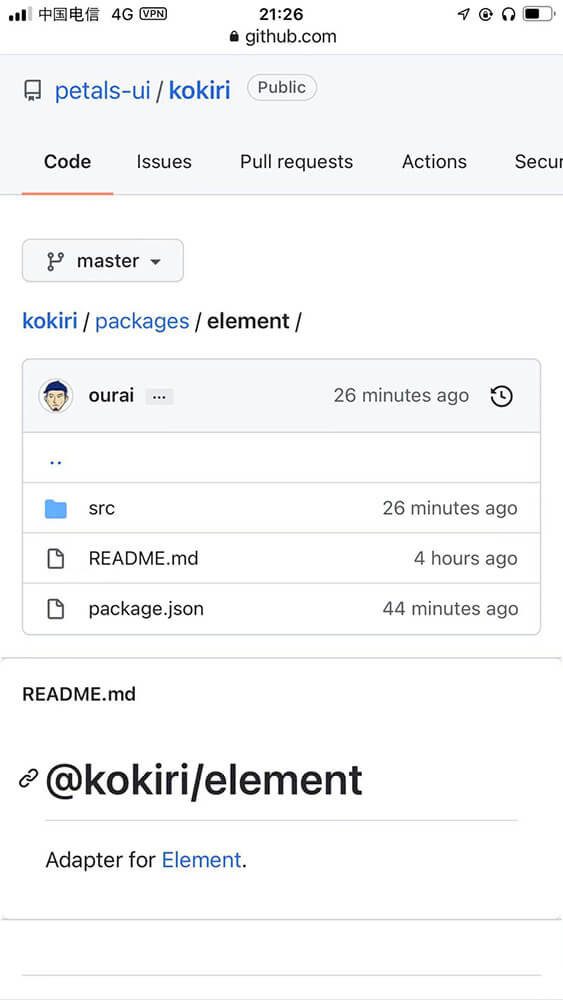 中国电信 4G VPN 21:26
github.com
petals-ui / kokiri Public
Code Issues Pull requests Actions Secur
master
kokiri / packages / element /
ourai ... 26 minutes ago
..
src 26 minutes ago
README.md 4 hours ago
package.json 44 minutes ago
README.md
@kokiri/element
Adapter for Element.